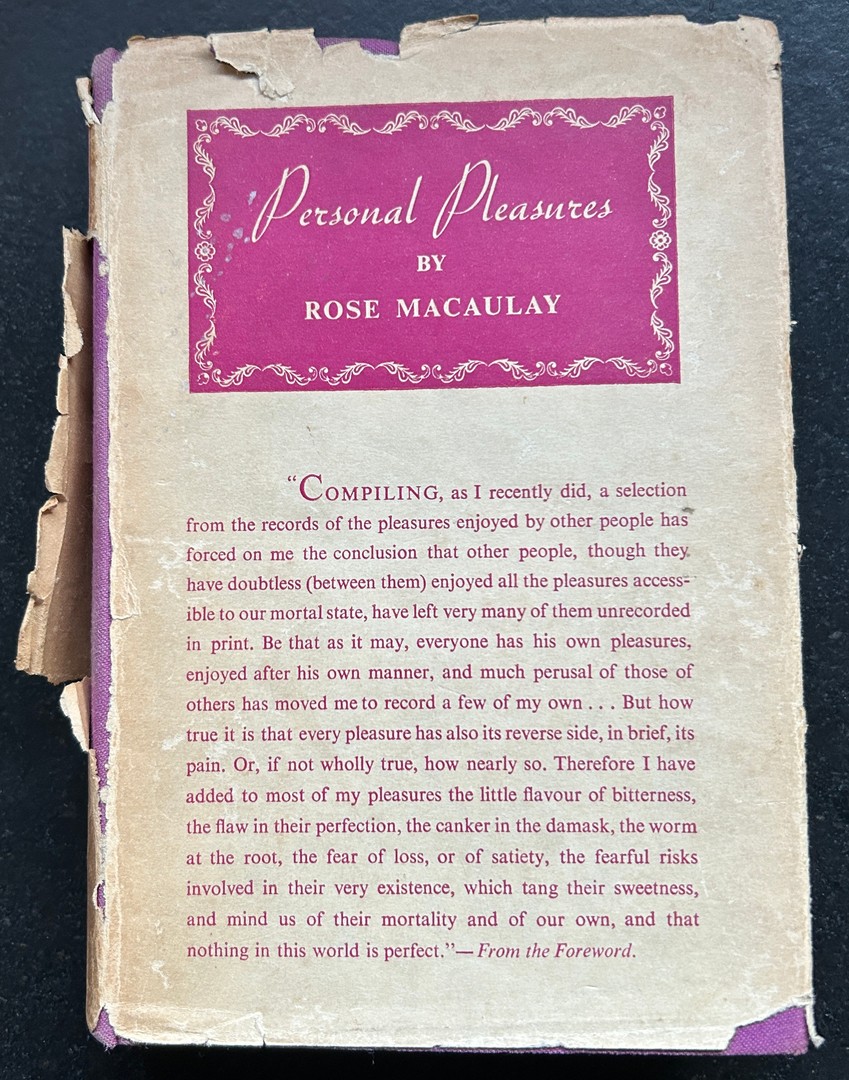 Personal Pleasures
BY
ROSE MACAULAY
“COMPILING, as I recently did, a selection
from the records of the pleasures enjoyed by other people has
forced on me the conclusion that other people, though they
have doubtless (between them) enjoyed all the pleasures access-
ible to our mortal state, have left very many of them unrecorded
in print. Be that as it may, everyone has his own pleasures,
enjoyed after his own manner, and much perusal of those of
others has moved me to record a few of my own . . . But how
true it is that every pleasure has also its reverse side, in brief, its
pain. Or, if not wholly true, how nearly so. Therefore I have
added to most of my pleasures the little flavour of bitterness,
the flaw in their perfection, the canker in the damask, the worm
at the root, the fear of loss, or of satiety, the fearful risks
involved in their very existence, which tang their sweetness,
and mind us of their mortality and of our own, and that
nothing in this world is perfect.”—From the Foreword.